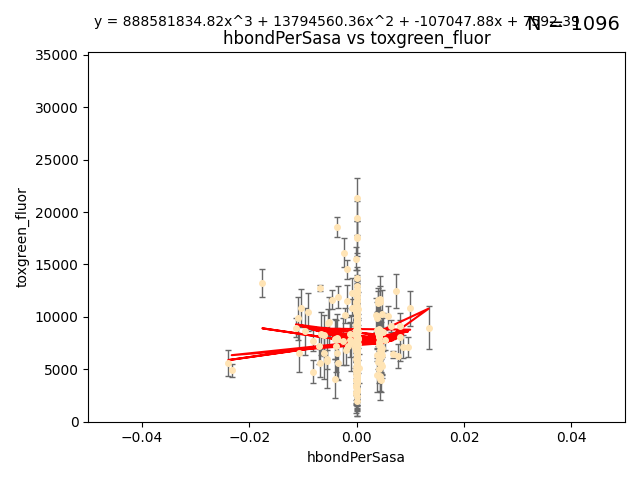 y = 888581834.82x^3 + 13794560.36x^2 + -107047.88x + 7592.39
N = 1096
hbondPerSasa vs toxgreen_fluor
35000
30000
25000
20000
15000
10000
5000
0
toxgreen_fluor
−0.04
−0.02
0.00
0.02
0.04
hbondPerSasa